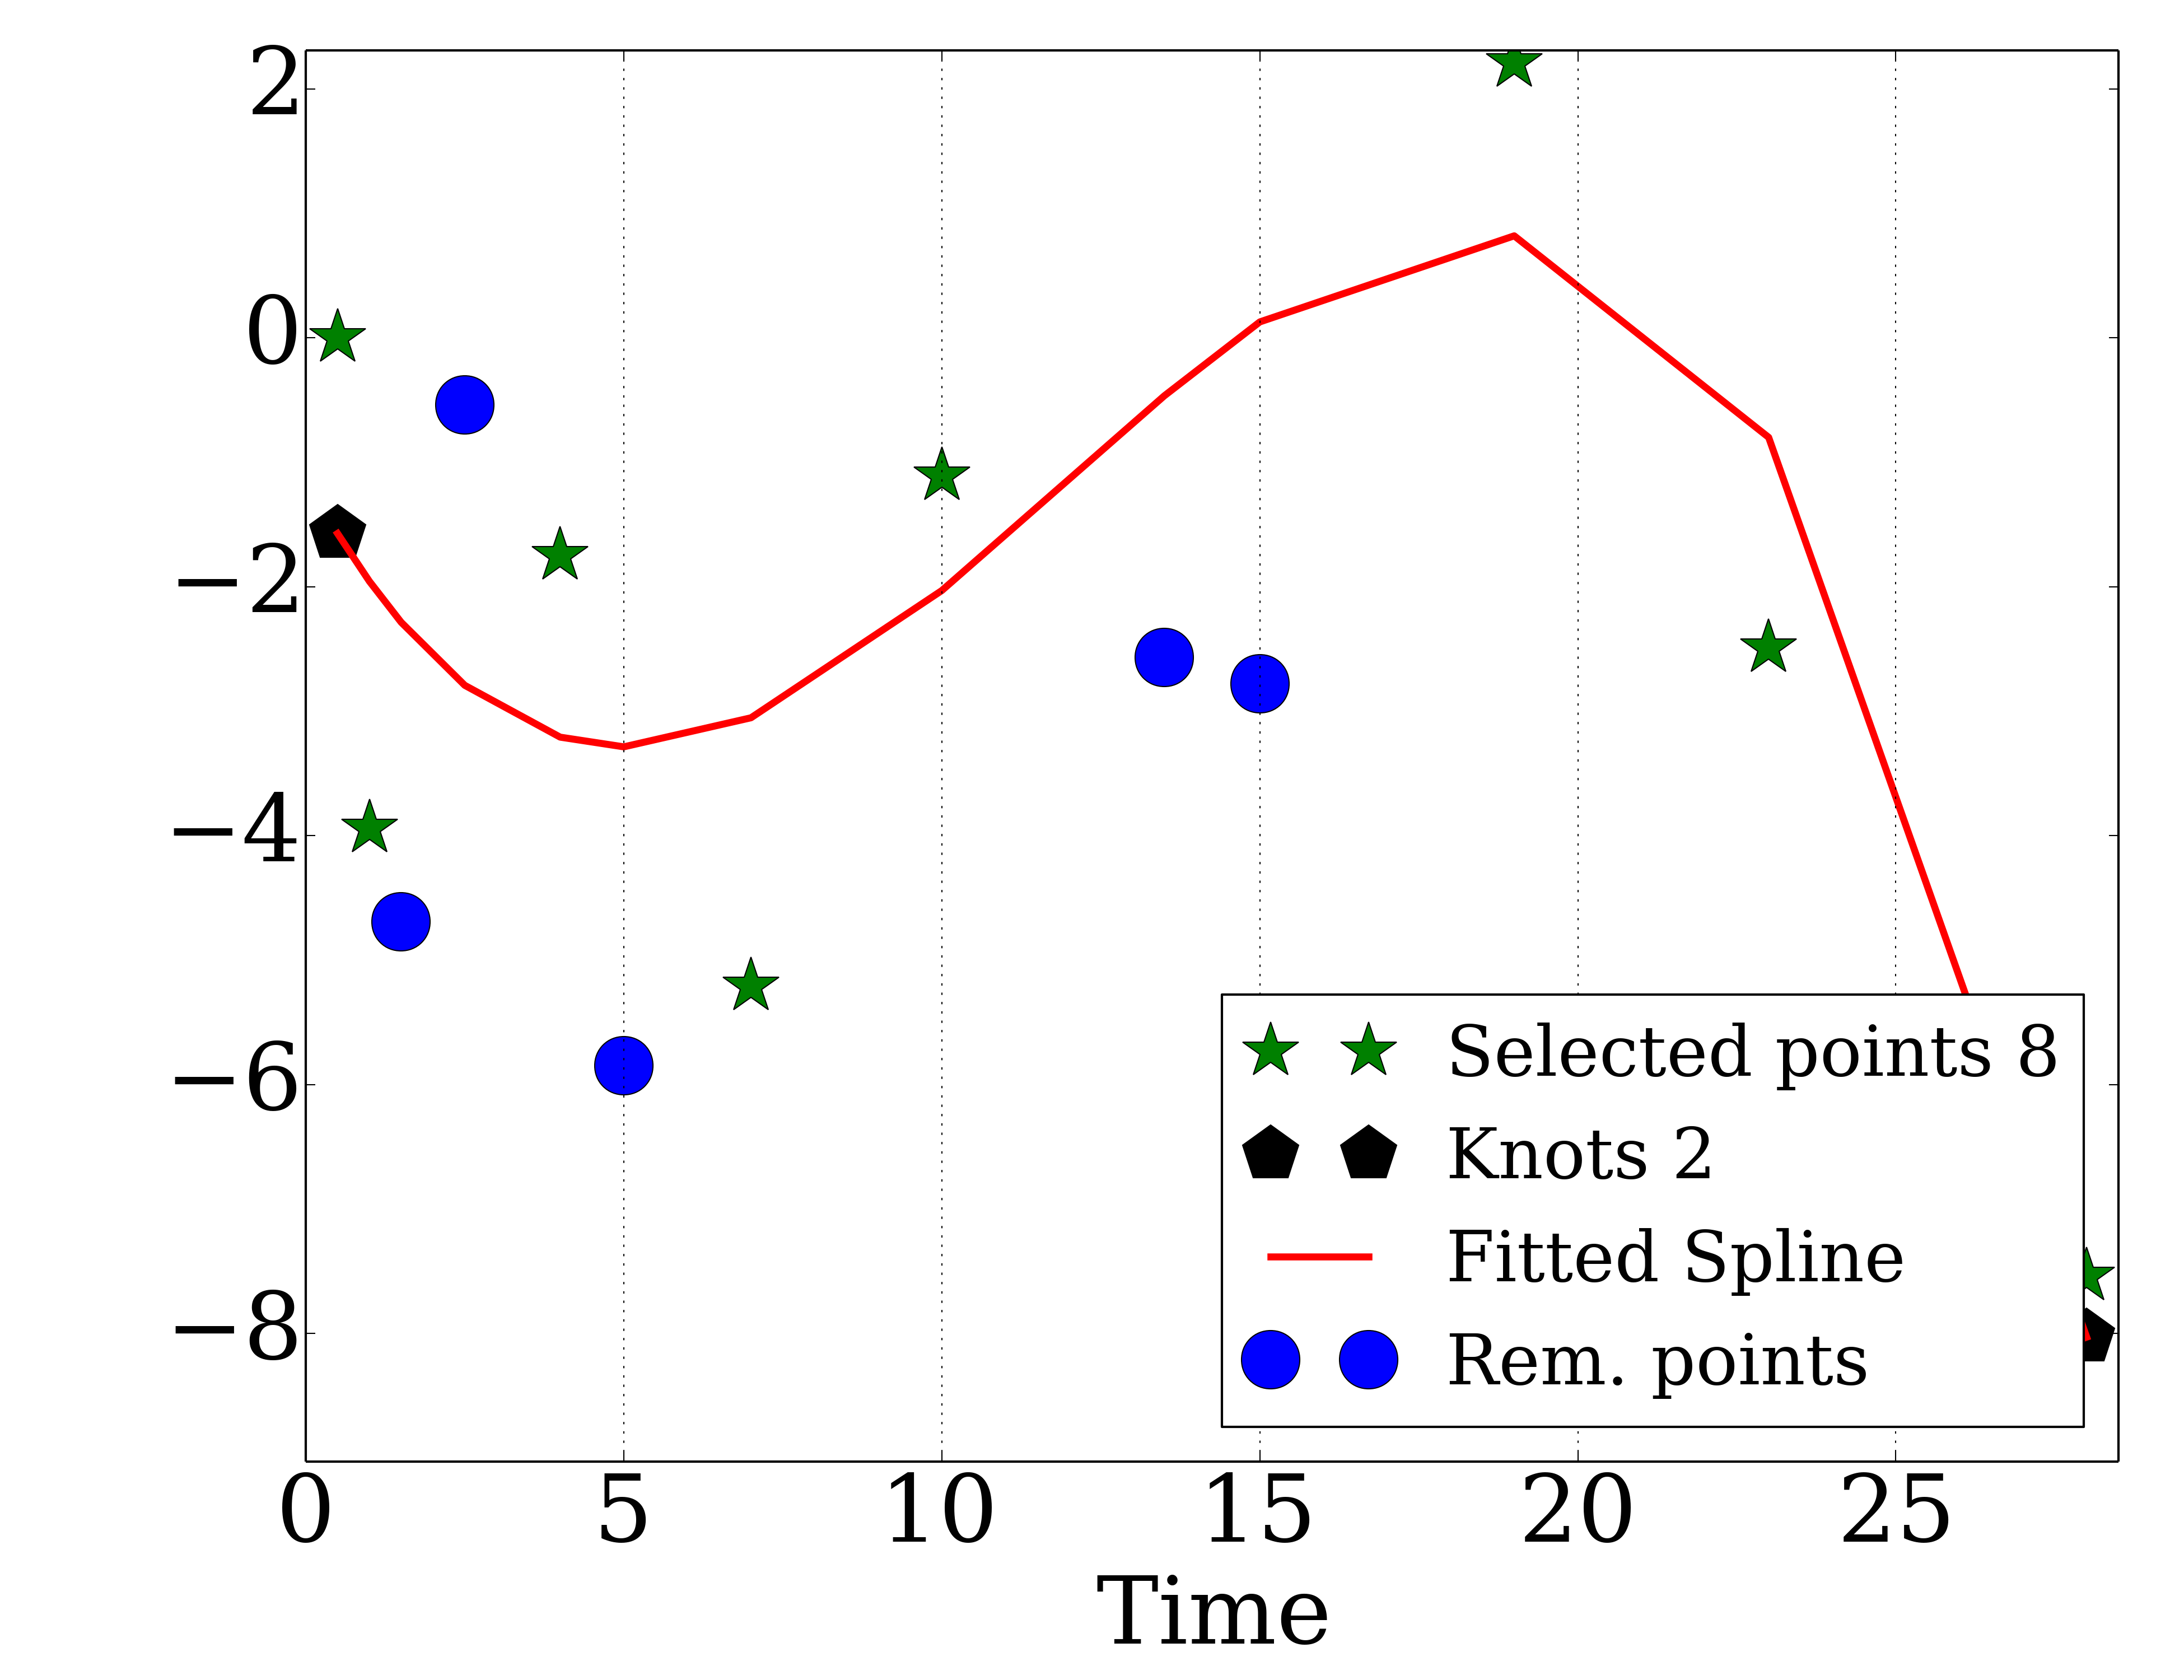 2
0
−2
−4
−6
−8
Selected points 8
Knots 2
Fitted Spline
Rem. points
0 5 10 15 20 25
Time